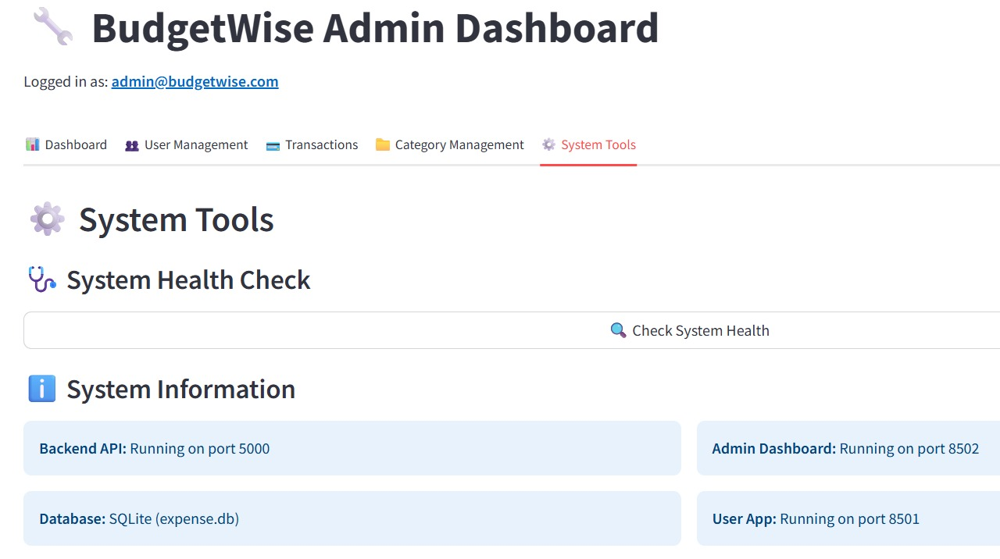 BudgetWise Admin Dashboard
Logged in as: admin@budgetwise.com
Dashboard User Management Transactions Category Management System Tools
System Tools
System Health Check
Check System Health
System Information
Backend API: Running on port 5000
Admin Dashboard: Running on port 8502
Database: SQLite (expense.db)
User App: Running on port 8501